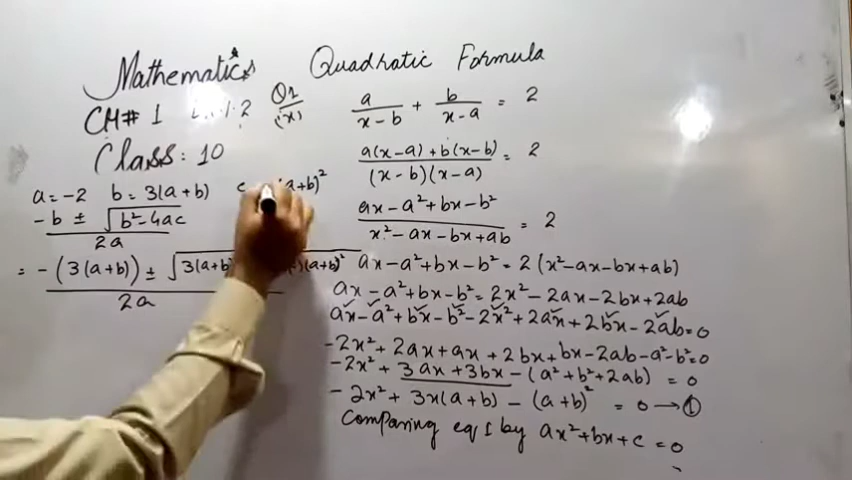 Mathematics Quadratic Formula
CH# 1 1.2 Q2
(x)
Class: 10
a = -2 b = 3(a+b) c (a+b)²
-b ± √b²-4ac
2a
= -(3(a+b)) ± √3(a+b) (a+b)²
2a
a/(x-b) + b/(x-a) = 2
a(x-a)+b(x-b)/(x-b)(x-a) = 2
ax-a²+bx-b²/x²-ax-bx+ab = 2
ax-a²+bx-b² = 2(x²-ax-bx+ab)
ax-a²+bx-b² = 2x²-2ax-2bx+2ab
ax-a²+bx-b²-2x²+2ax+2bx-2ab=0
-2x²+2ax+ax+2bx+bx-2ab-a²-b²=0
-2x²+3ax+3bx-(a²+b²+2ab) = 0
-2x²+3x(a+b)-(a+b)² = 0 → ①
Comparing eq 1 by ax²+bx+c=0